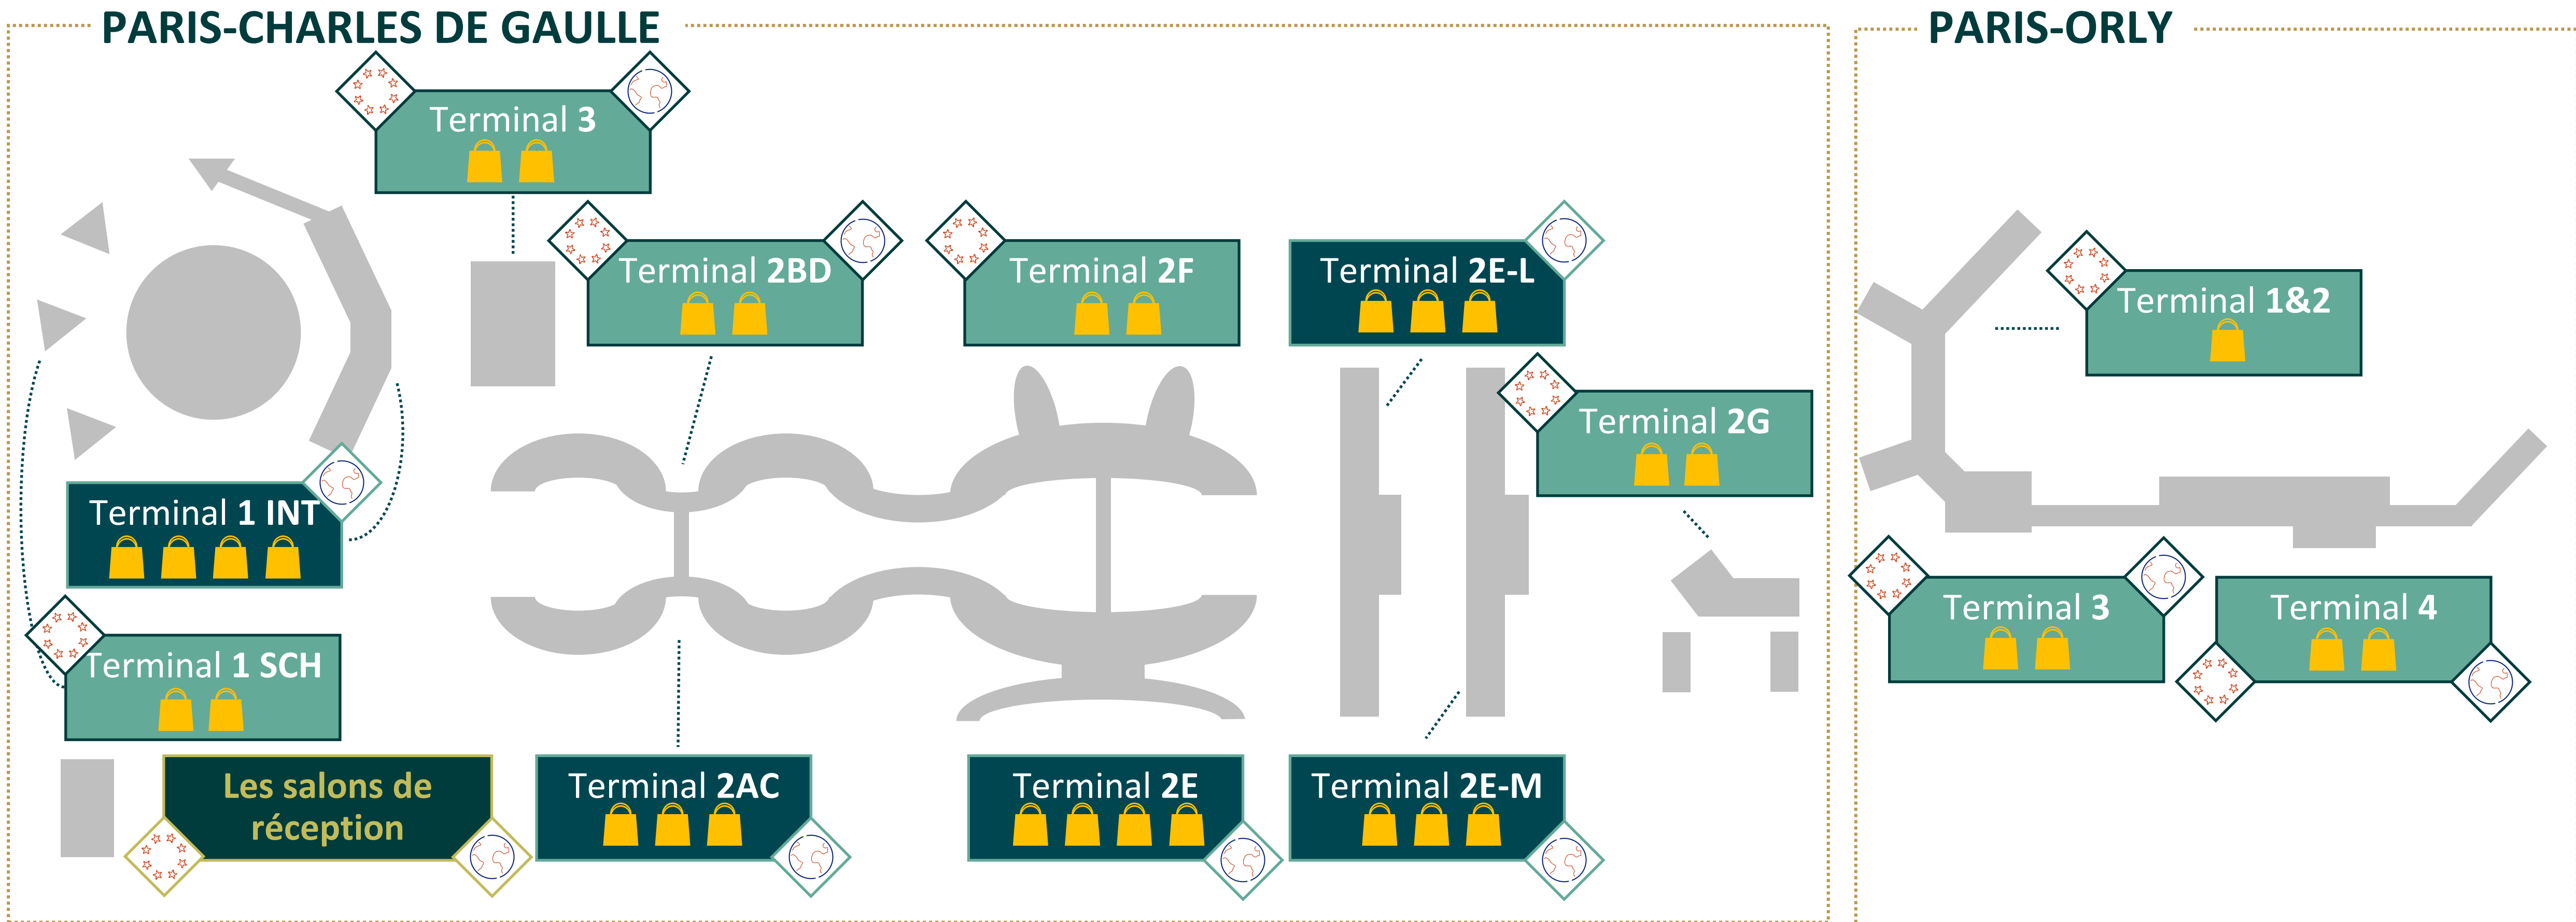 PARIS-CHARLES DE GAULLE
PARIS-ORLY
Terminal 3
Terminal 2BD
Terminal 2F
Terminal 2E-L
Terminal 1&2
Terminal 2G
Terminal 1 INT
Terminal 3
Terminal 4
Terminal 1 SCH
Les salons de
réception
Terminal 2AC
Terminal 2E
Terminal 2E-M